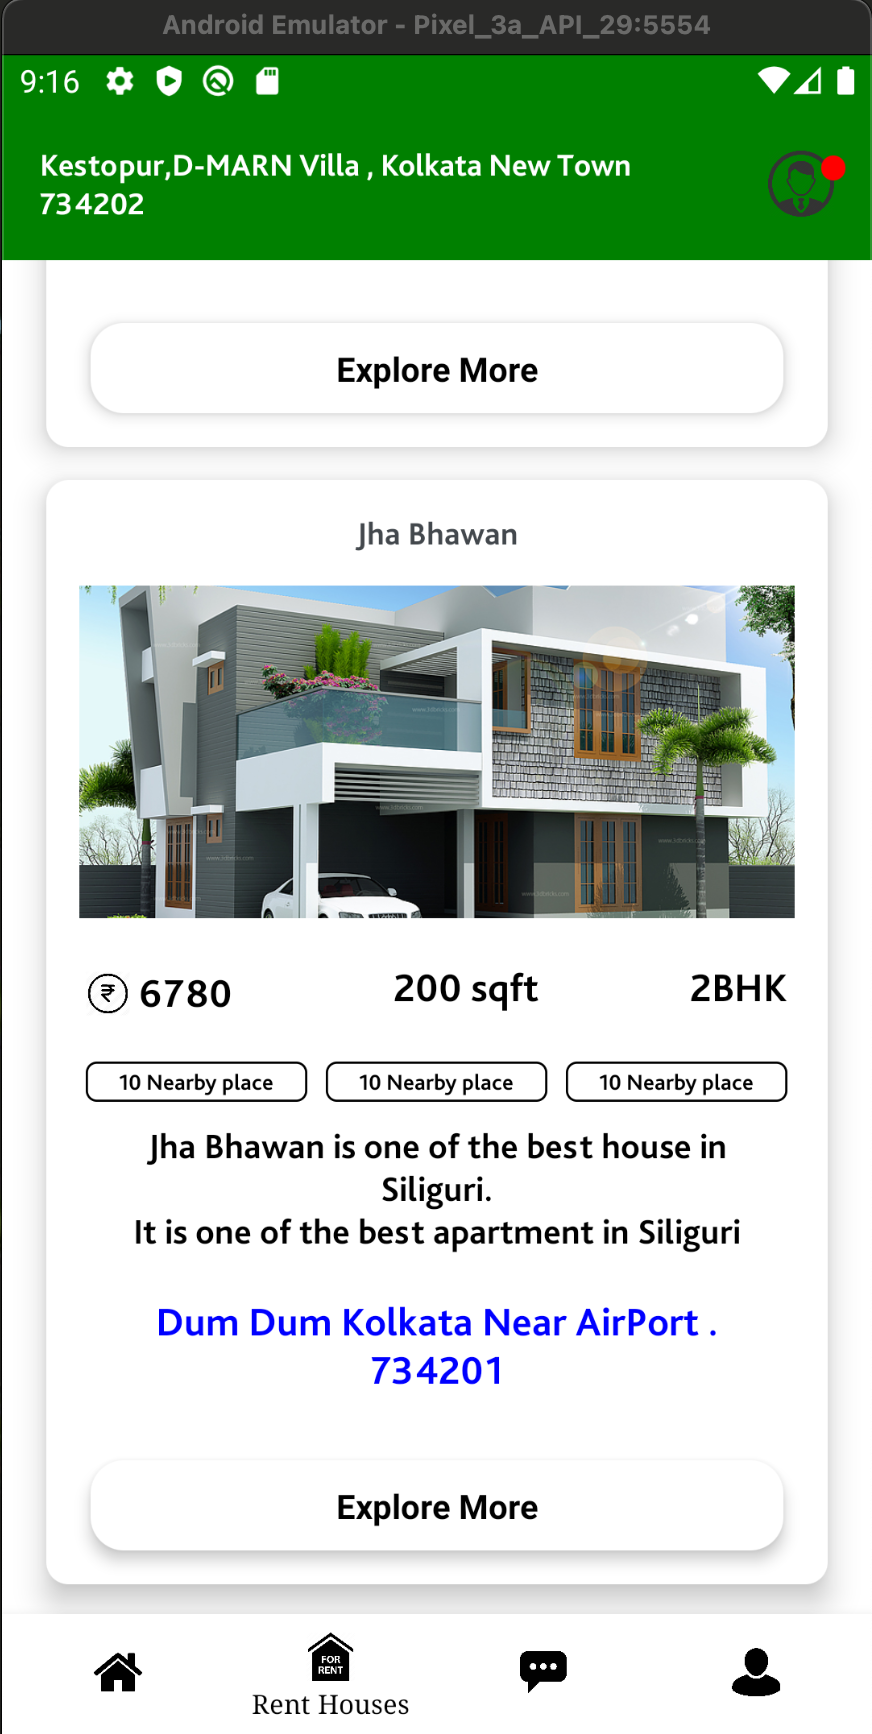 Android Emulator - Pixel_3a_API_29:5554
9:16
Kestopur,D-MARN Villa , Kolkata New Town
734202
Explore More
Jha Bhawan
₹ 6780 200 sqft 2BHK
10 Nearby place 10 Nearby place 10 Nearby place
Jha Bhawan is one of the best house in
Siliguri.
It is one of the best apartment in Siliguri
Dum Dum Kolkata Near AirPort .
734201
Explore More
FOR
RENT
Rent Houses